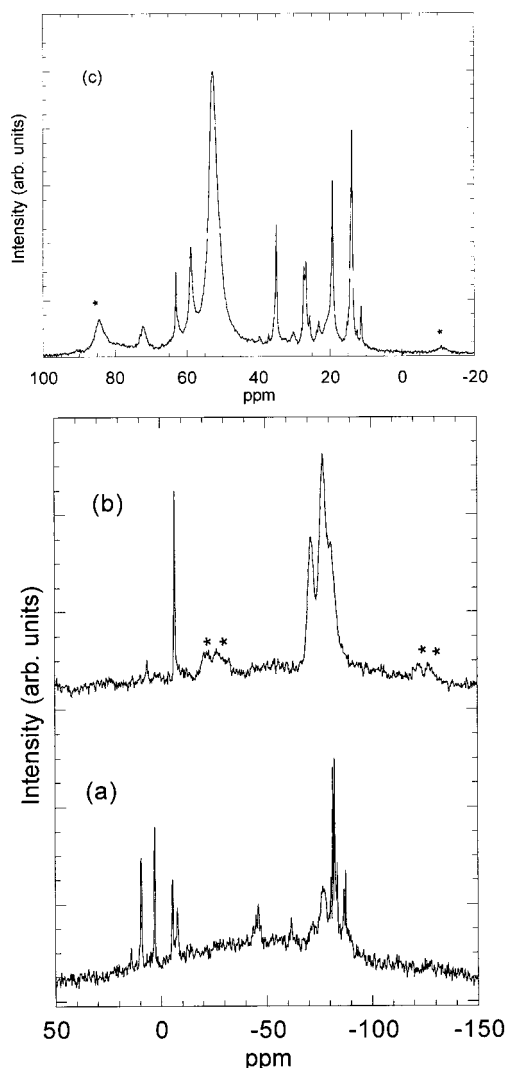 (c)
*
*
Intensity (arb. units)
100 80 60 40 20 0 -20
ppm
(b)
* * * *
(a)
Intensity (arb. units)
50 0 -50 -100 -150
ppm